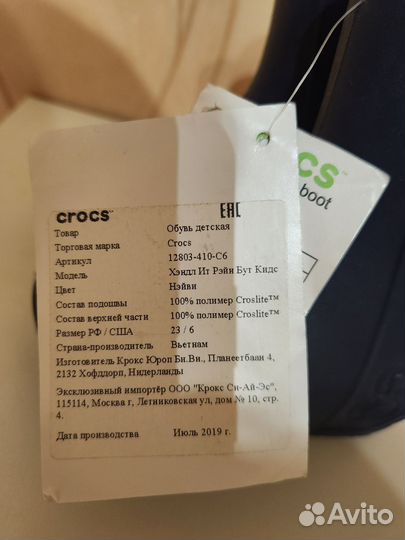 crocs™
EAC
Товар Обувь детская
Торговая марка Crocs
Артикул 12803-410-C6
Модель Хэндл Ит Рэйн Бут Кидс
Цвет Нэйви
Состав подошвы 100% полимер Croslite™
Состав верхней части 100% полимер Croslite™
Размер РФ / США 23 / 6
Страна-производитель Вьетнам
Изготовитель Крокс Юроп Би.Ви., Планеетбаан 4,
2132 Хофддорп, Нидерланды
Эксклюзивный импортёр ООО "Крокс Си-Ай-Эс",
115114, Москва г, Летниковская ул, дом № 10, стр.
4.
Дата производства Июль 2019 г.
cs™
boot
Avito